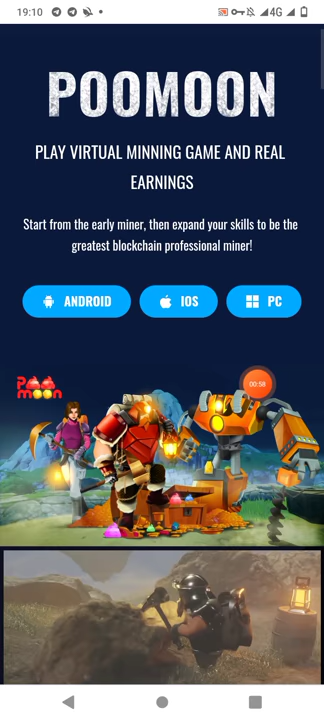 19:10
4G
POOMOON
PLAY VIRTUAL MINNING GAME AND REAL
EARNINGS
Start from the early miner, then expand your skills to be the
greatest blockchain professional miner!
ANDROID IOS PC
POO
moon
00:58